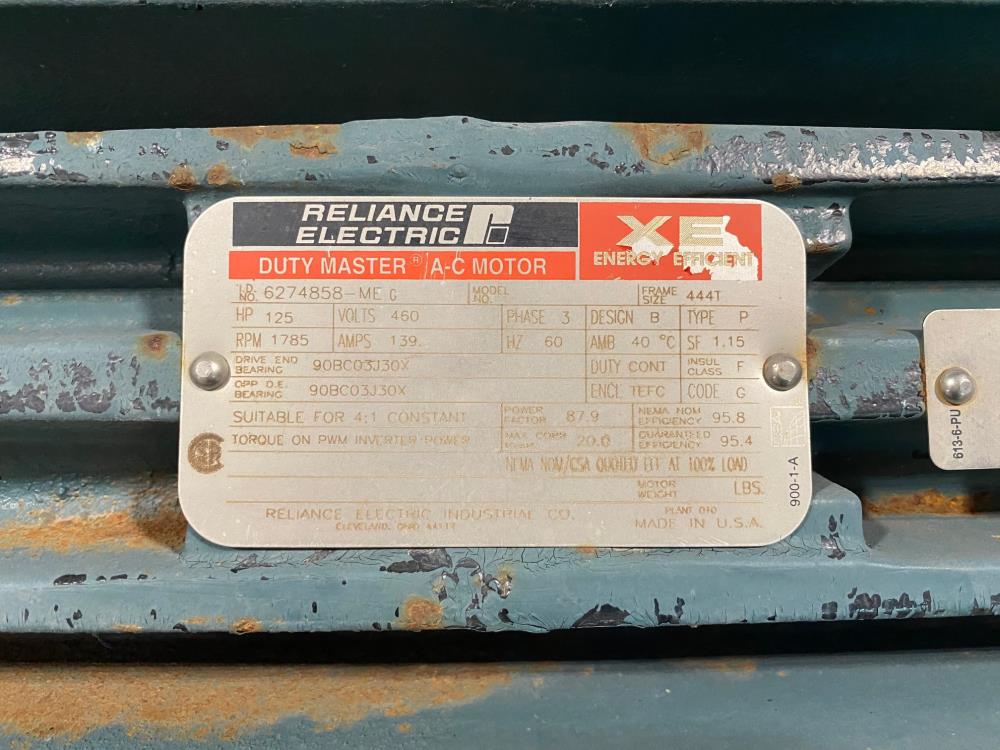 RELIANCE
ELECTRIC
XE
ENERGY EFFICIENT
DUTY MASTER® A-C MOTOR
I.D. NO. 6274858-ME G MODEL NO. FRAME SIZE 444T
HP 125 VOLTS 460 PHASE 3 DESIGN B TYPE P
RPM 1785 AMPS 139. HZ 60 AMB 40 °C SF 1.15
DRIVE END BEARING 90BC03J30X DUTY CONT INSUL CLASS F
OPP D.E. BEARING 90BC03J30X ENCL TEFC CODE G
SUITABLE FOR 4:1 CONSTANT POWER FACTOR 87.9 NEMA NOM EFFICIENCY 95.8
TORQUE ON PWM INVERTER POWER MAX CORR 20.0 GUARANTEED EFFICIENCY 95.4
NEMA NOM/CSA QUOTED EFF AT 100% LOAD
MOTOR WEIGHT LBS.
RELIANCE ELECTRIC INDUSTRIAL CO. PLANT
CLEVELAND, OHIO 44117 MADE IN U.S.A.
900-1-A
613-6-PU